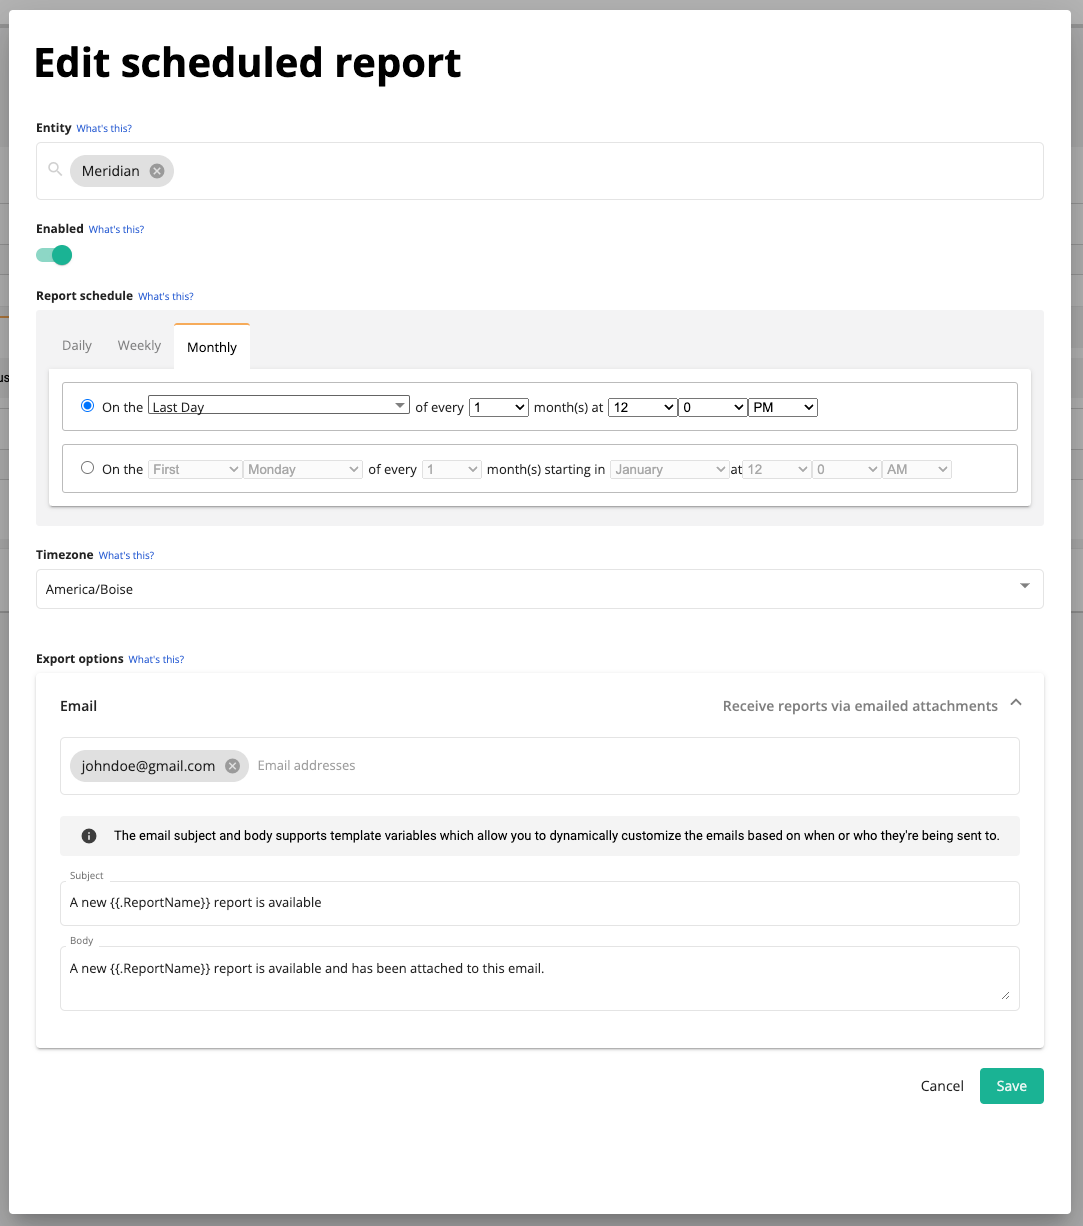 Edit scheduled report
Entity What's this?
Meridian
Enabled What's this?
Report schedule What's this?
Daily Weekly Monthly
us
On the Last Day of every 1 month(s) at 12 0 PM
On the First Monday of every 1 month(s) starting in January at 12 0 AM
Timezone What's this?
America/Boise
Export options What's this?
Email Receive reports via emailed attachments
johndoe@gmail.com Email addresses
The email subject and body supports template variables which allow you to dynamically customize the emails based on when or who they're being sent to.
Subject
A new {{.ReportName}} report is available
Body
A new {{.ReportName}} report is available and has been attached to this email.
Cancel Save